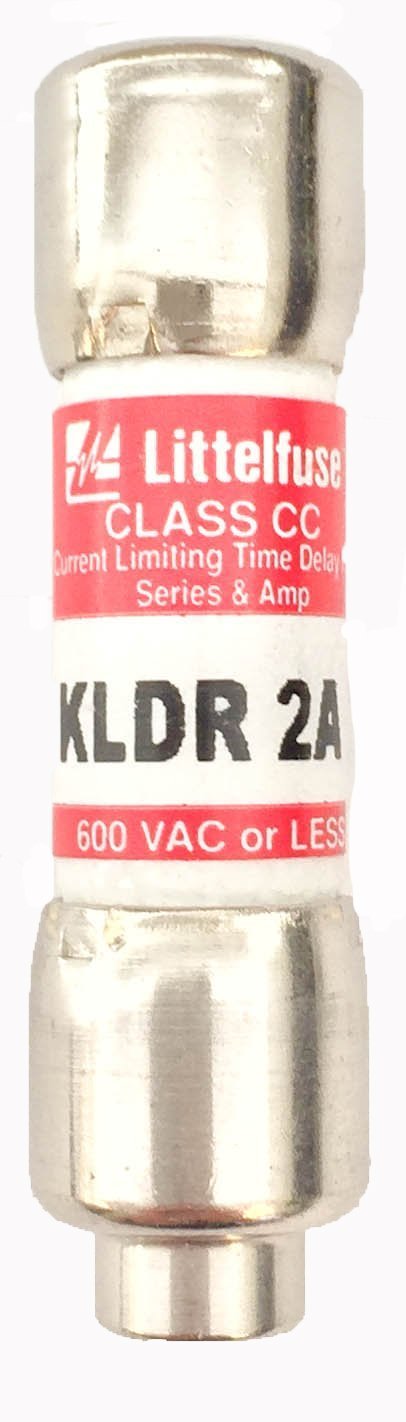 Littelfuse
CLASS CC
Current Limiting Time Delay
Series & Amp
KLDR 2A
600 VAC or LESS